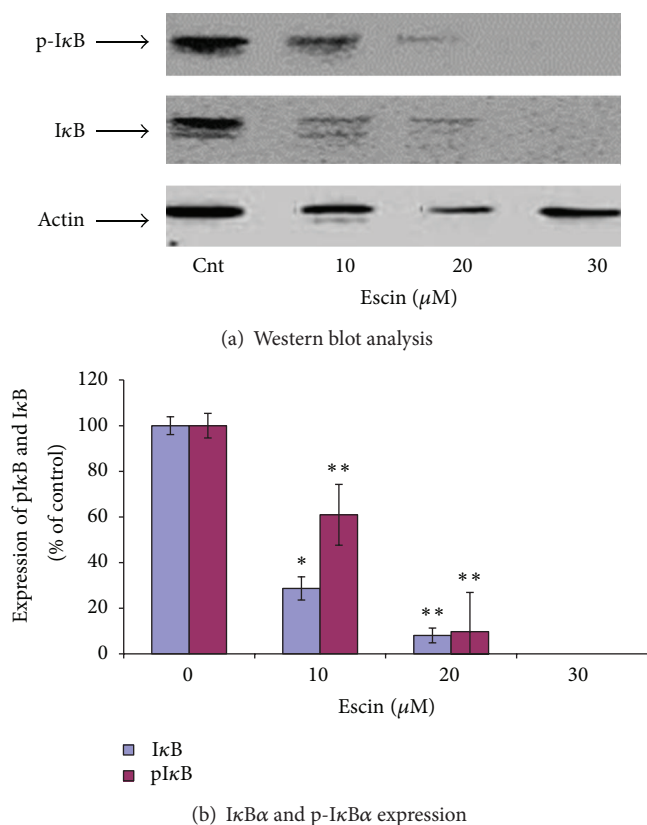 p-IκB
IκB
Actin
Cnt 10 20 30
Escin (μM)
(a) Western blot analysis
Expression of pIκB and IκB
(% of control)
120
100
80
60
40
20
0
*
**
**
**
0 10 20 30
Escin (μM)
IκB
pIκB
(b) IκBα and p-IκBα expression